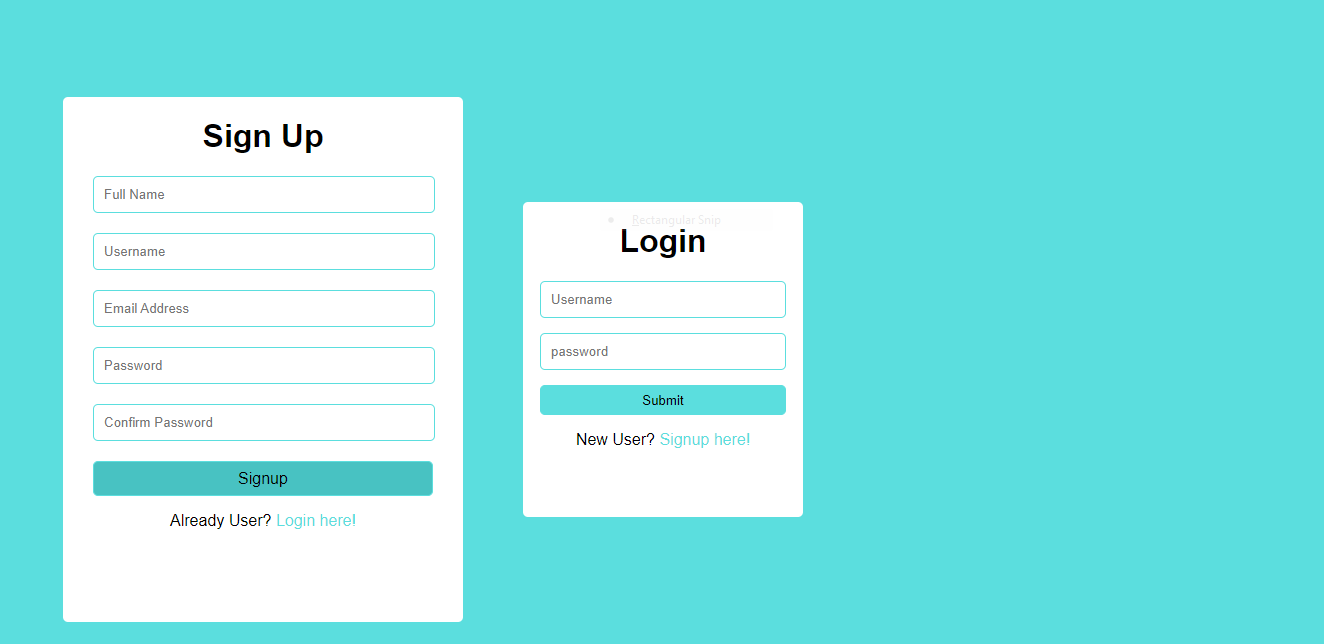 Sign Up
Full Name
Username
Email Address
Password
Confirm Password
Signup
Already User? Login here!
Rectangular Snip
Login
Username
password
Submit
New User? Signup here!